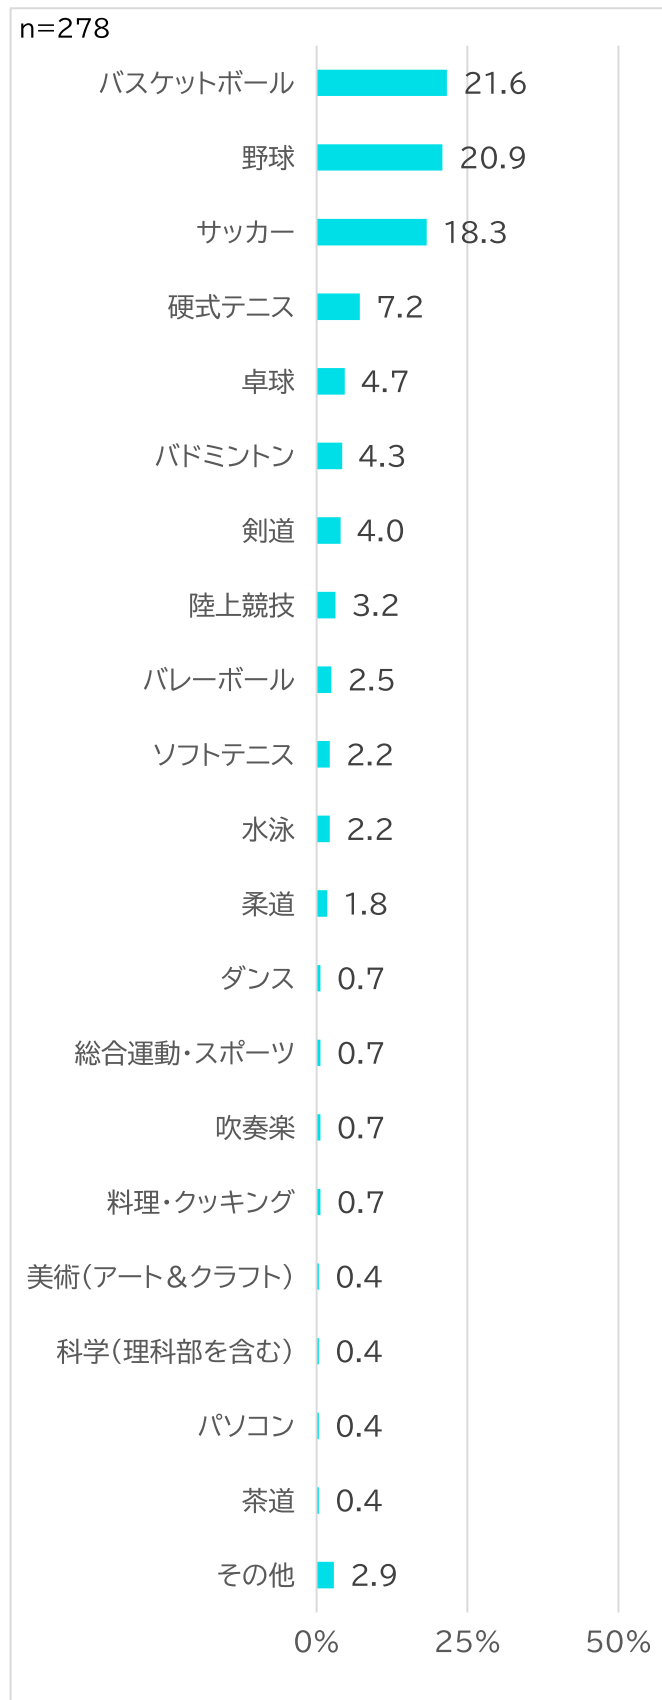 n=278
バスケットボール 21.6
野球 20.9
サッカー 18.3
硬式テニス 7.2
卓球 4.7
バドミントン 4.3
剣道 4.0
陸上競技 3.2
バレーボール 2.5
ソフトテニス 2.2
水泳 2.2
柔道 1.8
ダンス 0.7
総合運動・スポーツ 0.7
吹奏楽 0.7
料理・クッキング 0.7
美術(アート&クラフト) 0.4
科学(理科部を含む) 0.4
パソコン 0.4
茶道 0.4
その他 2.9
0% 25% 50%